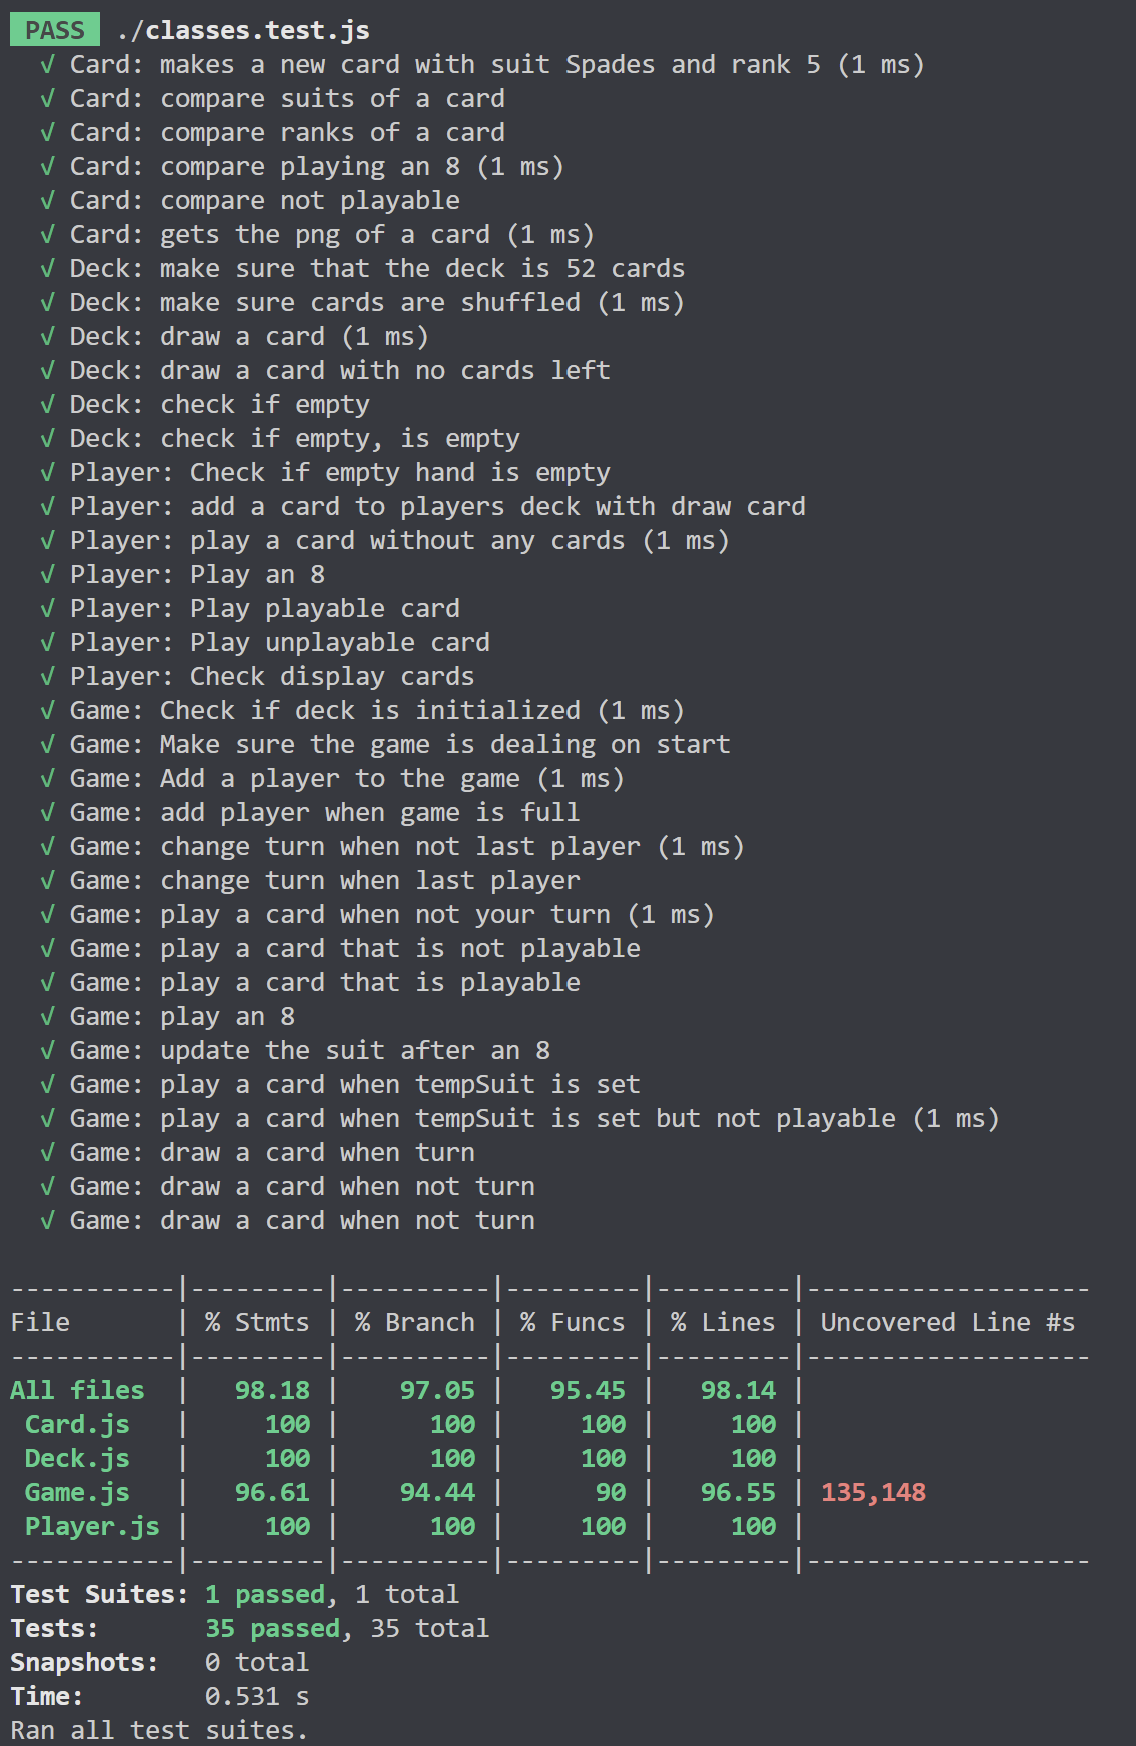 PASS ./classes.test.js
√ Card: makes a new card with suit Spades and rank 5 (1 ms)
√ Card: compare suits of a card
√ Card: compare ranks of a card
√ Card: compare playing an 8 (1 ms)
√ Card: compare not playable
√ Card: gets the png of a card (1 ms)
√ Deck: make sure that the deck is 52 cards
√ Deck: make sure cards are shuffled (1 ms)
√ Deck: draw a card (1 ms)
√ Deck: draw a card with no cards left
√ Deck: check if empty
√ Deck: check if empty, is empty
√ Player: Check if empty hand is empty
√ Player: add a card to players deck with draw card
√ Player: play a card without any cards (1 ms)
√ Player: Play an 8
√ Player: Play playable card
√ Player: Play unplayable card
√ Player: Check display cards
√ Game: Check if deck is initialized (1 ms)
√ Game: Make sure the game is dealing on start
√ Game: Add a player to the game (1 ms)
√ Game: add player when game is full
√ Game: change turn when not last player (1 ms)
√ Game: change turn when last player
√ Game: play a card when not your turn (1 ms)
√ Game: play a card that is not playable
√ Game: play a card that is playable
√ Game: play an 8
√ Game: update the suit after an 8
√ Game: play a card when tempSuit is set
√ Game: play a card when tempSuit is set but not playable (1 ms)
√ Game: draw a card when turn
√ Game: draw a card when not turn
√ Game: draw a card when not turn
-----------|---------|----------|---------|---------|-------------------
File       | % Stmts | % Branch | % Funcs | % Lines | Uncovered Line #s
-----------|---------|----------|---------|---------|-------------------
All files  |   98.18 |    97.05 |   95.45 |   98.14 |
 Card.js   |     100 |      100 |     100 |     100 |
 Deck.js   |     100 |      100 |     100 |     100 |
 Game.js   |   96.61 |    94.44 |      90 |   96.55 | 135,148
 Player.js |     100 |      100 |     100 |     100 |
-----------|---------|----------|---------|---------|-------------------
Test Suites: 1 passed, 1 total
Tests:       35 passed, 35 total
Snapshots:   0 total
Time:        0.531 s
Ran all test suites.